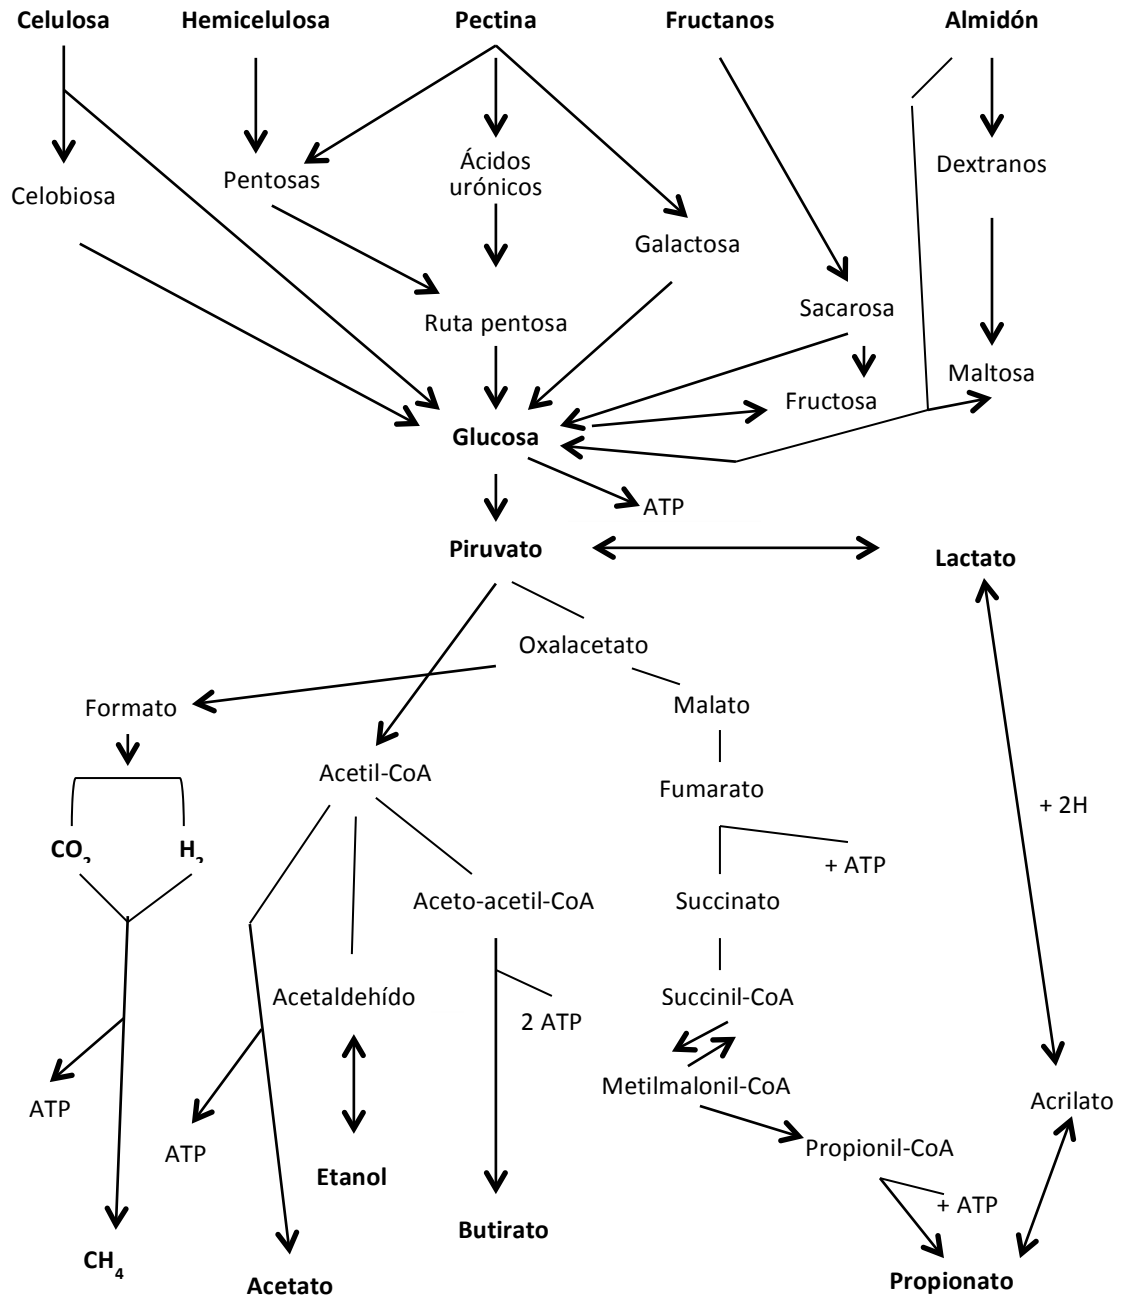 Celulosa
Hemicelulosa
Pectina
Fructanos
Almidón
Celobiosa
Pentosas
Ácidos
urónicos
Galactosa
Dextranos
Ruta pentosa
Sacarosa
Maltosa
Fructosa
Glucosa
ATP
Piruvato
Lactato
Oxalacetato
Formato
Malato
Acetil-CoA
Fumarato
+ 2H
CO2
H2
+ ATP
Aceto-acetil-CoA
Succinato
Acetaldehído
Succinil-CoA
2 ATP
Metilmalonil-CoA
ATP
Acrilato
ATP
Propionil-CoA
Etanol
+ ATP
Butirato
CH4
Acetato
Propionato